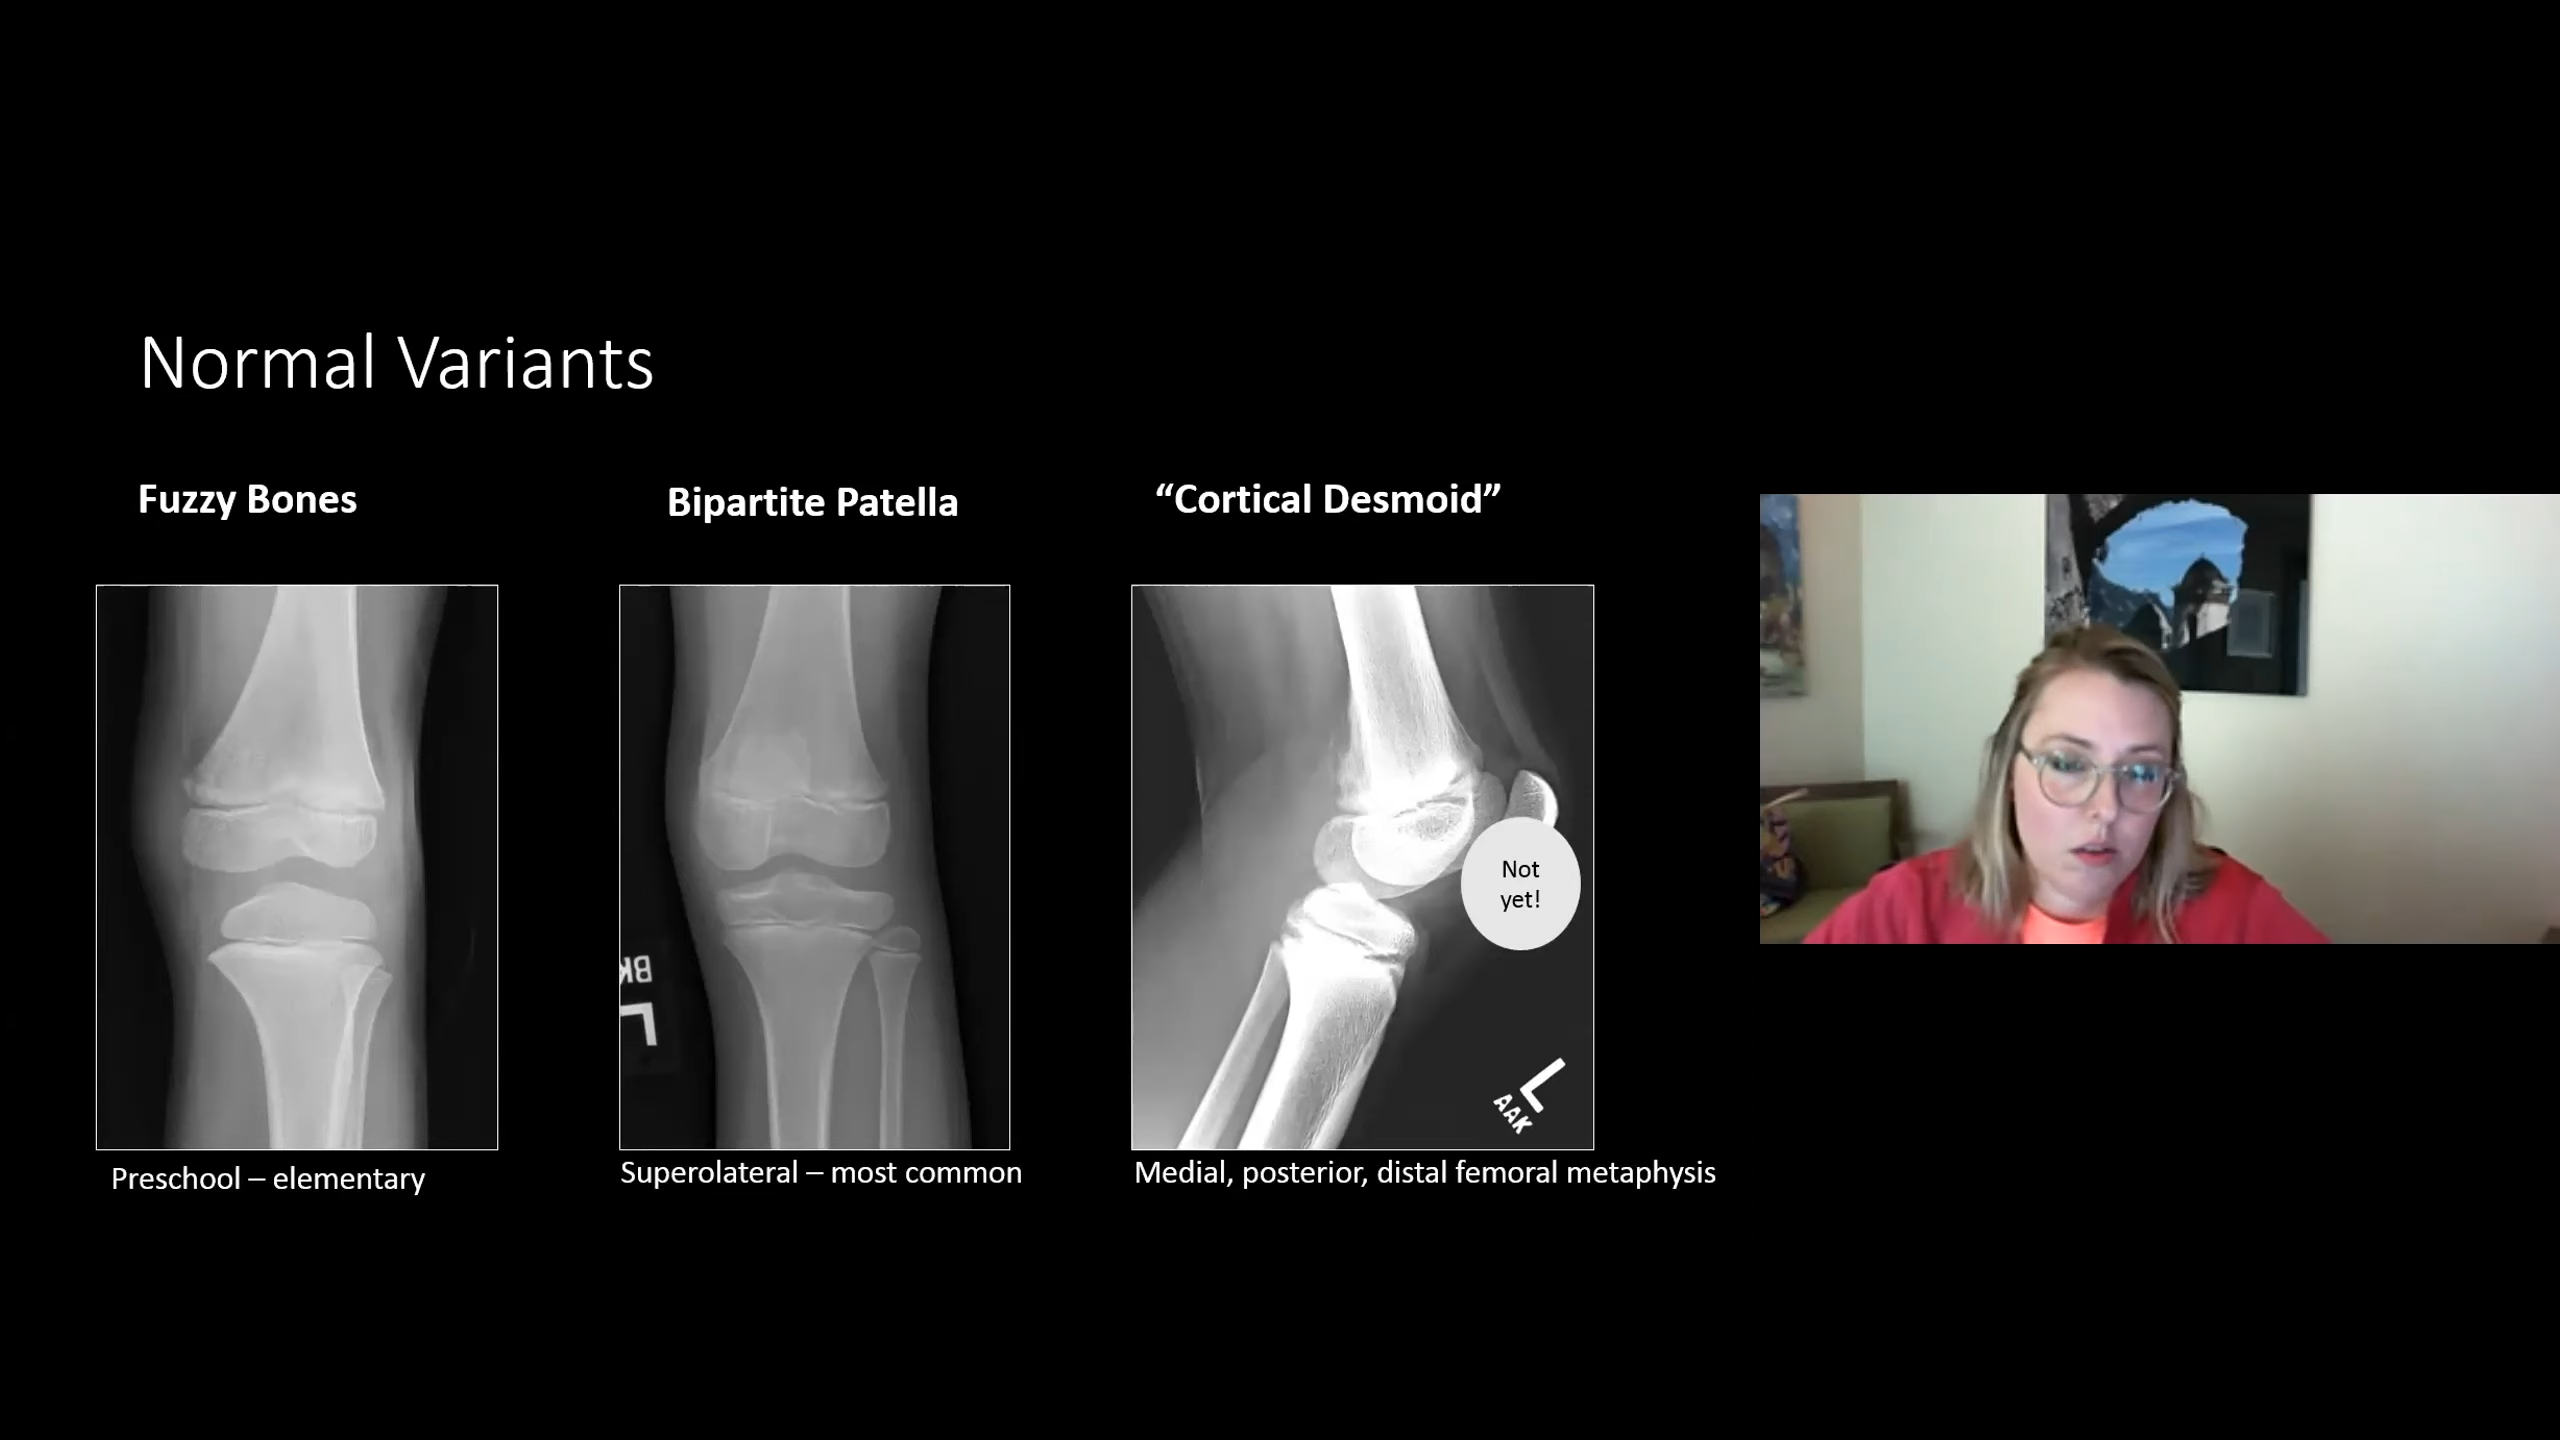 Normal Variants
Fuzzy Bones
Bipartite Patella
“Cortical Desmoid”
BK
L
Not
yet!
L
AAK
Preschool – elementary
Superolateral – most common
Medial, posterior, distal femoral metaphysis